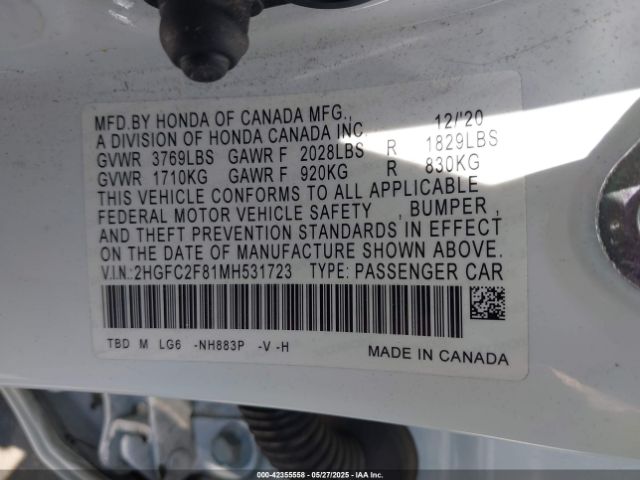 MFD.BY HONDA OF CANADA MFG., 12/'20
A DIVISION OF HONDA CANADA INC.
GVWR 3769LBS GAWR F 2028LBS R 1829LBS
GVWR 1710KG GAWR F 920KG R 830KG
THIS VEHICLE CONFORMS TO ALL APPLICABLE
FEDERAL MOTOR VEHICLE SAFETY , BUMPER ,
AND THEFT PREVENTION STANDARDS IN EFFECT
ON THE DATE OF MANUFACTURE SHOWN ABOVE.
V.I.N.:2HGFC2F81MH531723 TYPE: PASSENGER CAR
TBD M LG6 -NH883P -V -H MADE IN CANADA
000-42355558 - 05/27/2025 - IAAI.COM